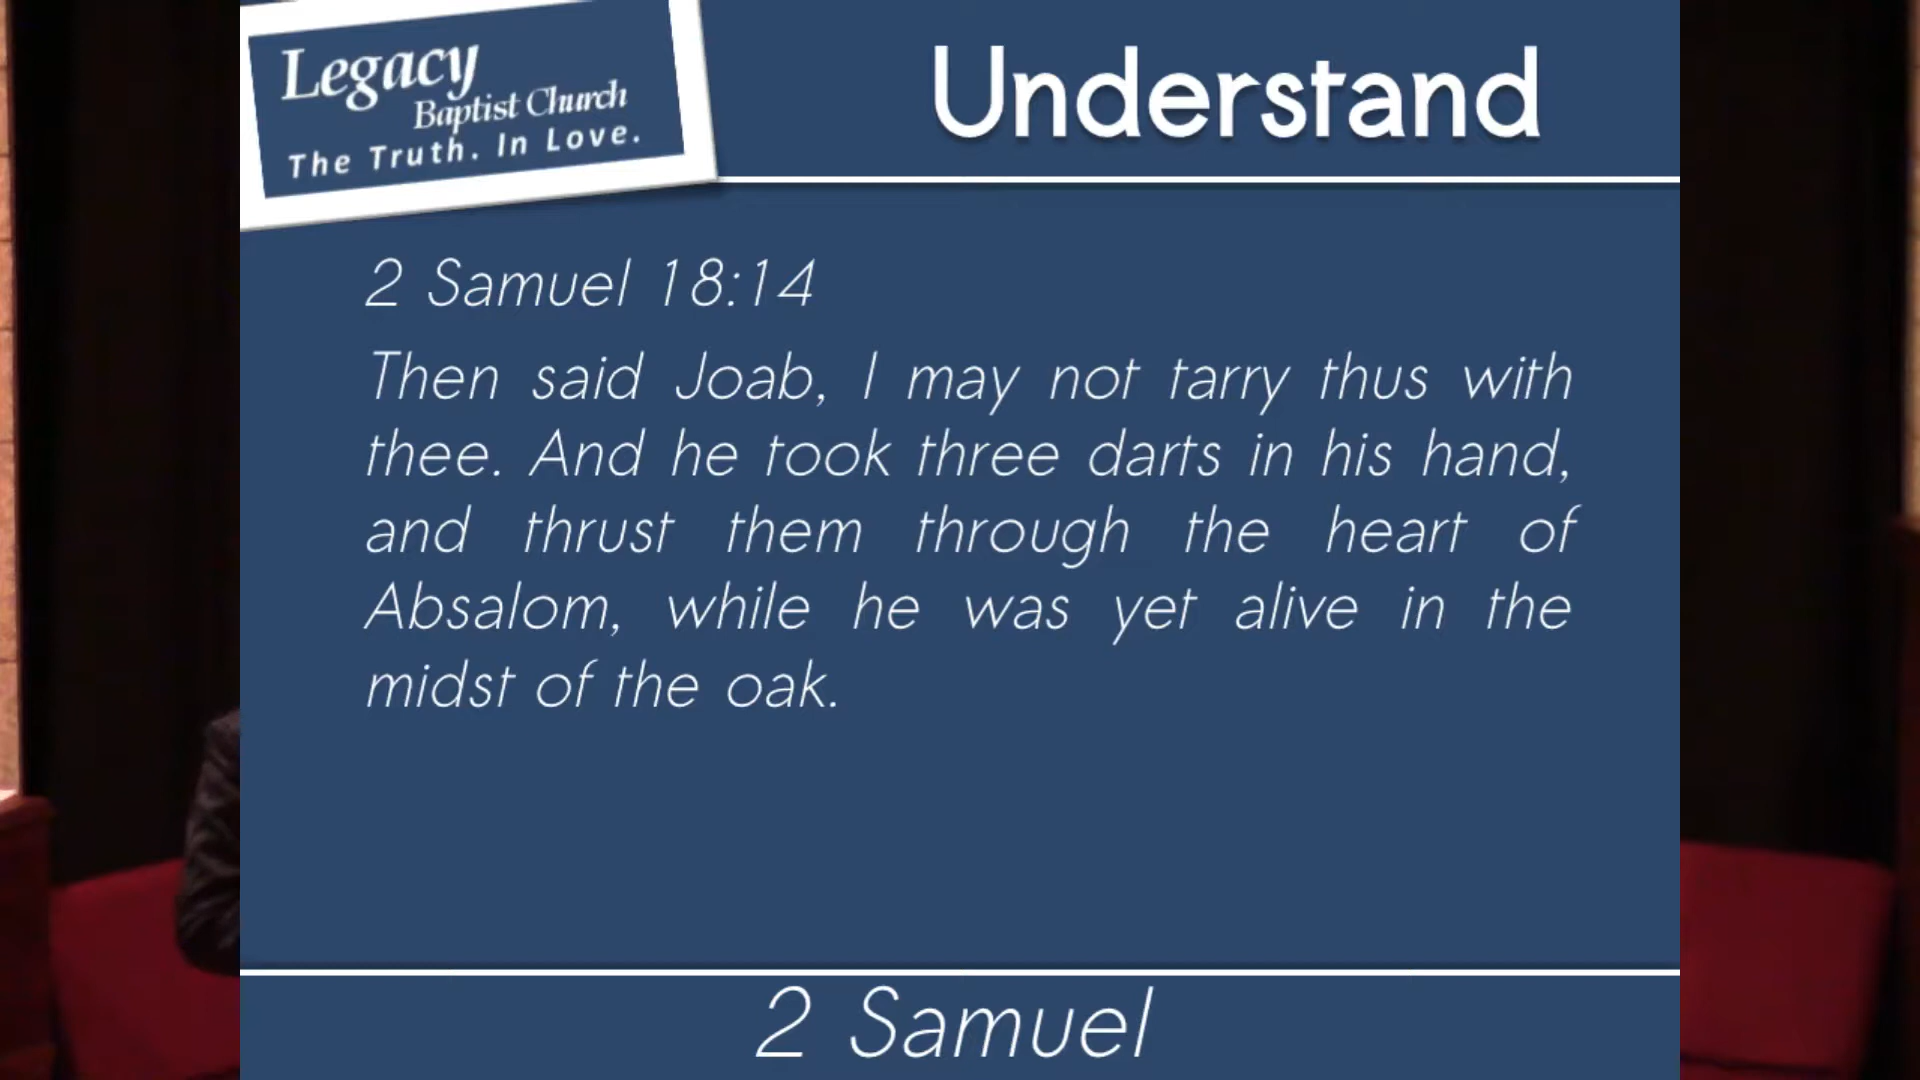 Legacy
Baptist Church
The Truth. In Love.
Understand
2 Samuel 18:14
Then said Joab, I may not tarry thus with
thee. And he took three darts in his hand,
and thrust them through the heart of
Absalom, while he was yet alive in the
midst of the oak.
2 Samuel